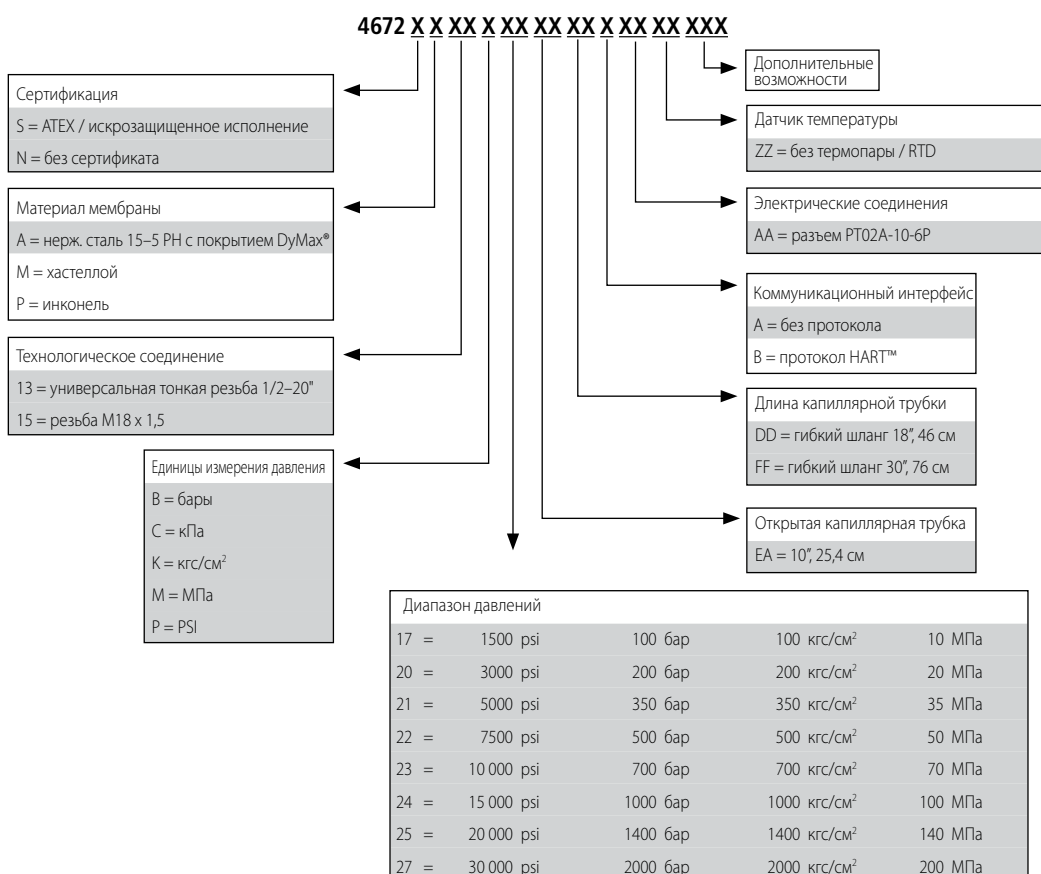 4672 X X XX X XX XX XX X XX XX XXX
Сертификация
S = ATEX / искрозащищенное исполнение
N = без сертификата
Материал мембраны
A = нерж. сталь 15–5 PH с покрытием DyMax®
M = хастеллой
P = инконель
Технологическое соединение
13 = универсальная тонкая резьба 1/2–20"
15 = резьба M18 x 1,5
Единицы измерения давления
B = бары
C = кПа
K = кгс/см²
M = МПа
P = PSI
Дополнительные
возможности
Датчик температуры
ZZ = без термопары / RTD
Электрические соединения
AA = разъем PT02A-10-6P
Коммуникационный интерфейс
A = без протокола
B = протокол HART™
Длина капиллярной трубки
DD = гибкий шланг 18", 46 см
FF = гибкий шланг 30", 76 см
Открытая капиллярная трубка
EA = 10", 25,4 см
Диапазон давлений
17 = 1500 psi 100 бар 100 кгс/см² 10 МПа
20 = 3000 psi 200 бар 200 кгс/см² 20 МПа
21 = 5000 psi 350 бар 350 кгс/см² 35 МПа
22 = 7500 psi 500 бар 500 кгс/см² 50 МПа
23 = 10 000 psi 700 бар 700 кгс/см² 70 МПа
24 = 15 000 psi 1000 бар 1000 кгс/см² 100 МПа
25 = 20 000 psi 1400 бар 1400 кгс/см² 140 МПа
27 = 30 000 psi 2000 бар 2000 кгс/см² 200 МПа